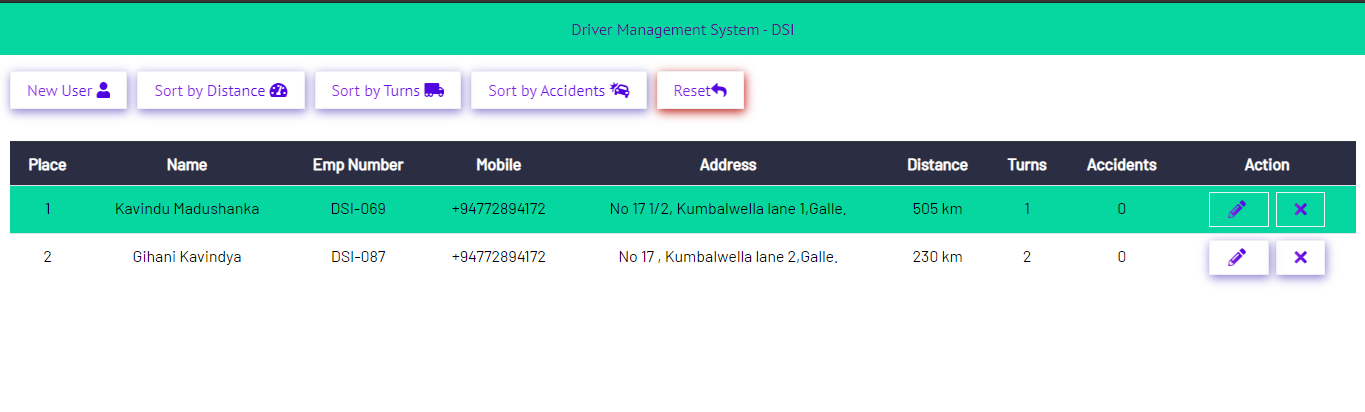 Driver Management System - DSI
New User Sort by Distance Sort by Turns Sort by Accidents Reset
Place Name Emp Number Mobile Address Distance Turns Accidents Action
1 Kavindu Madushanka DSI-069 +94772894172 No 17 1/2, Kumbalwella lane 1,Galle. 505 km 1 0
2 Gihani Kavindya DSI-087 +94772894172 No 17 , Kumbalwella lane 2,Galle. 230 km 2 0